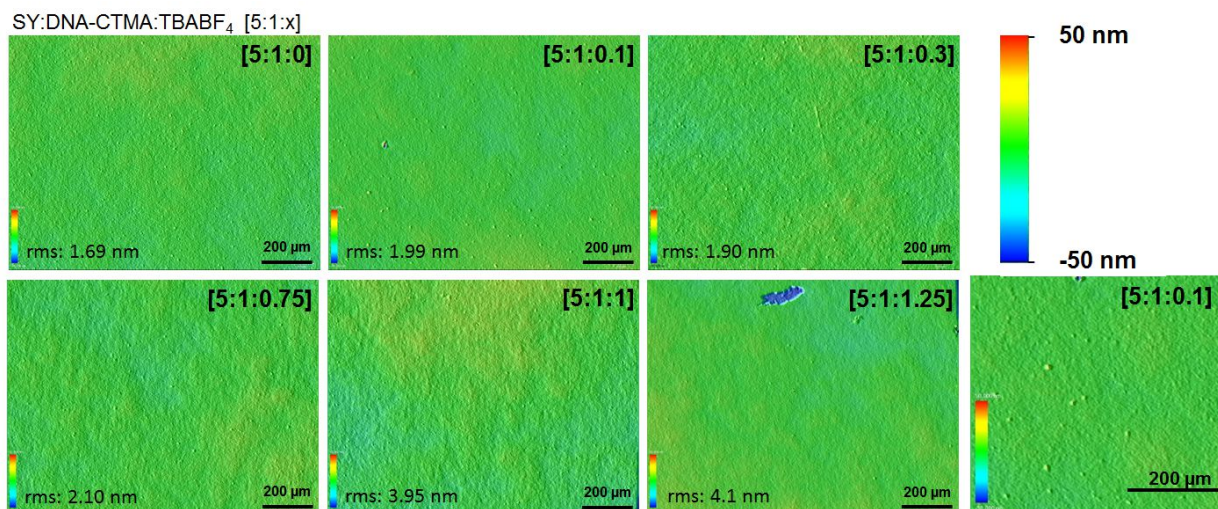 SY:DNA-CTMA:TBABF₄ [5:1:x]
[5:1:0]
rms: 1.69 nm
200 µm
[5:1:0.1]
rms: 1.99 nm
200 µm
[5:1:0.3]
rms: 1.90 nm
200 µm
50 nm
-50 nm
[5:1:0.75]
rms: 2.10 nm
200 µm
[5:1:1]
rms: 3.95 nm
200 µm
[5:1:1.25]
rms: 4.1 nm
200 µm
[5:1:0.1]
200 µm